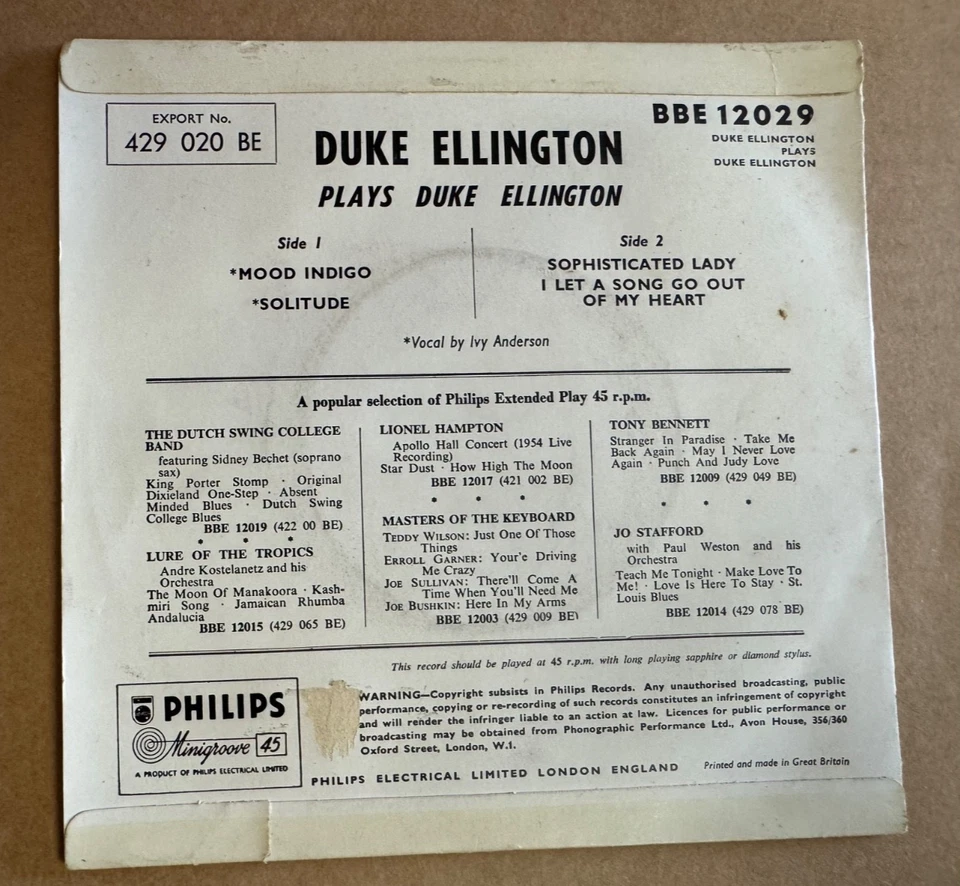 EXPORT No.
429 020 BE
BBE 12029
DUKE ELLINGTON
PLAYS
DUKE ELLINGTON
DUKE ELLINGTON
PLAYS DUKE ELLINGTON
Side 1
*MOOD INDIGO
*SOLITUDE
Side 2
SOPHISTICATED LADY
I LET A SONG GO OUT
OF MY HEART
*Vocal by Ivy Anderson
A popular selection of Philips Extended Play 45 r.p.m.
THE DUTCH SWING COLLEGE
BAND
featuring Sidney Bechet (soprano
sax)
King Porter Stomp · Original
Dixieland One-Step · Absent
Minded Blues · Dutch Swing
College Blues
BBE 12019 (422 00 BE)
LURE OF THE TROPICS
Andre Kostelanetz and his
Orchestra
The Moon Of Manakoora · Kash-
miri Song · Jamaican Rhumba
Andalucia
BBE 12015 (429 065 BE)
LIONEL HAMPTON
Apollo Hall Concert (1954 Live
Recording)
Star Dust · How High The Moon
BBE 12017 (421 002 BE)
MASTERS OF THE KEYBOARD
TEDDY WILSON: Just One Of Those
Things
ERROLL GARNER: Your'e Driving
Me Crazy
JOE SULLIVAN: There'll Come A
Time When You'll Need Me
JOE BUSHKIN: Here In My Arms
BBE 12003 (429 009 BE)
TONY BENNETT
Stranger In Paradise · Take Me
Back Again · May I Never Love
Again · Punch And Judy Love
BBE 12009 (429 049 BE)
JO STAFFORD
with Paul Weston and his
Orchestra
Teach Me Tonight · Make Love To
Me! · Love Is Here To Stay · St.
Louis Blues
BBE 12014 (429 078 BE)
This record should be played at 45 r.p.m. with long playing sapphire or diamond stylus.
PHILIPS
Minigroove 45
A PRODUCT OF PHILIPS ELECTRICAL LIMITED
WARNING—Copyright subsists in Philips Records. Any unauthorised broadcasting, public
performance, copying or re-recording of such records constitutes an infringement of copyright
and will render the infringer liable to an action at law. Licences for public performance or
broadcasting may be obtained from Phonographic Performance Ltd., Avon House, 356/360
Oxford Street, London, W.1.
PHILIPS ELECTRICAL LIMITED LONDON ENGLAND
Printed and made in Great Britain